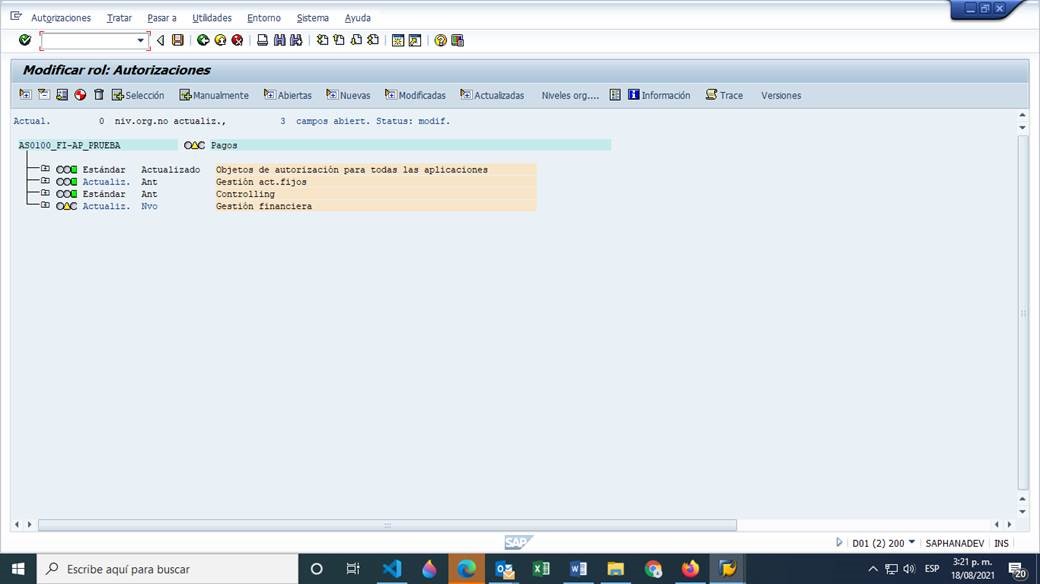 Autorizaciones Tratar Pasar a Utilidades Entorno Sistema Ayuda
Modificar rol: Autorizaciones
Selección Manualmente Abiertas Nuevas Modificadas Actualizadas Niveles org.... Información Trace Versiones
Actual. 0 niv.org.no actualiz., 3 campos abiert. Status: modif.
AS0100_FI-AP_PRUEBA Pagos
Estándar Actualizado Objetos de autorización para todas las aplicaciones
Actualiz. Ant Gestión act.fijos
Estándar Ant Controlling
Actualiz. Nvo Gestión financiera
SAP
D01 (2) 200 SAPHANADEV INS
Escribe aquí para buscar
ESP
3:21 p. m.
18/08/2021
20